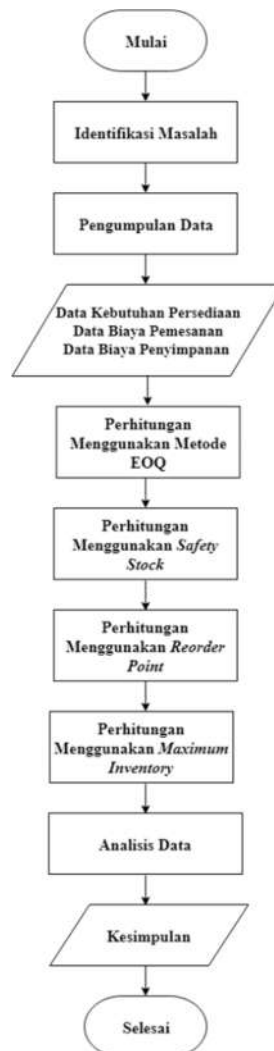 Mulai
Identifikasi Masalah
Pengumpulan Data
Data Kebutuhan Persediaan
Data Biaya Pemesanan
Data Biaya Penyimpanan
Perhitungan
Menggunakan Metode
EOQ
Perhitungan
Menggunakan Safety
Stock
Perhitungan
Menggunakan Reorder
Point
Perhitungan
Menggunakan Maximum
Inventory
Analisis Data
Kesimpulan
Selesai